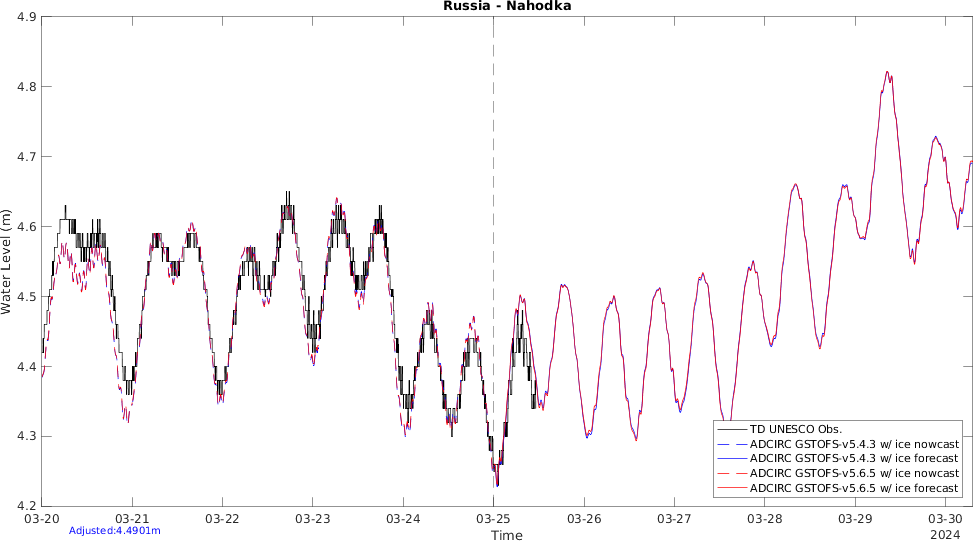 Russia - Nahodka
4.9
4.8
4.7
4.6
4.5
4.4
4.3
4.2
Water Level (m)
TD UNESCO Obs.
ADCIRC GSTOFS-v5.4.3 w/ ice nowcast
ADCIRC GSTOFS-v5.4.3 w/ ice forecast
ADCIRC GSTOFS-v5.6.5 w/ ice nowcast
ADCIRC GSTOFS-v5.6.5 w/ ice forecast
03-20 03-21 03-22 03-23 03-24 03-25 03-26 03-27 03-28 03-29 03-30
Adjusted:4.4901m
Time
2024